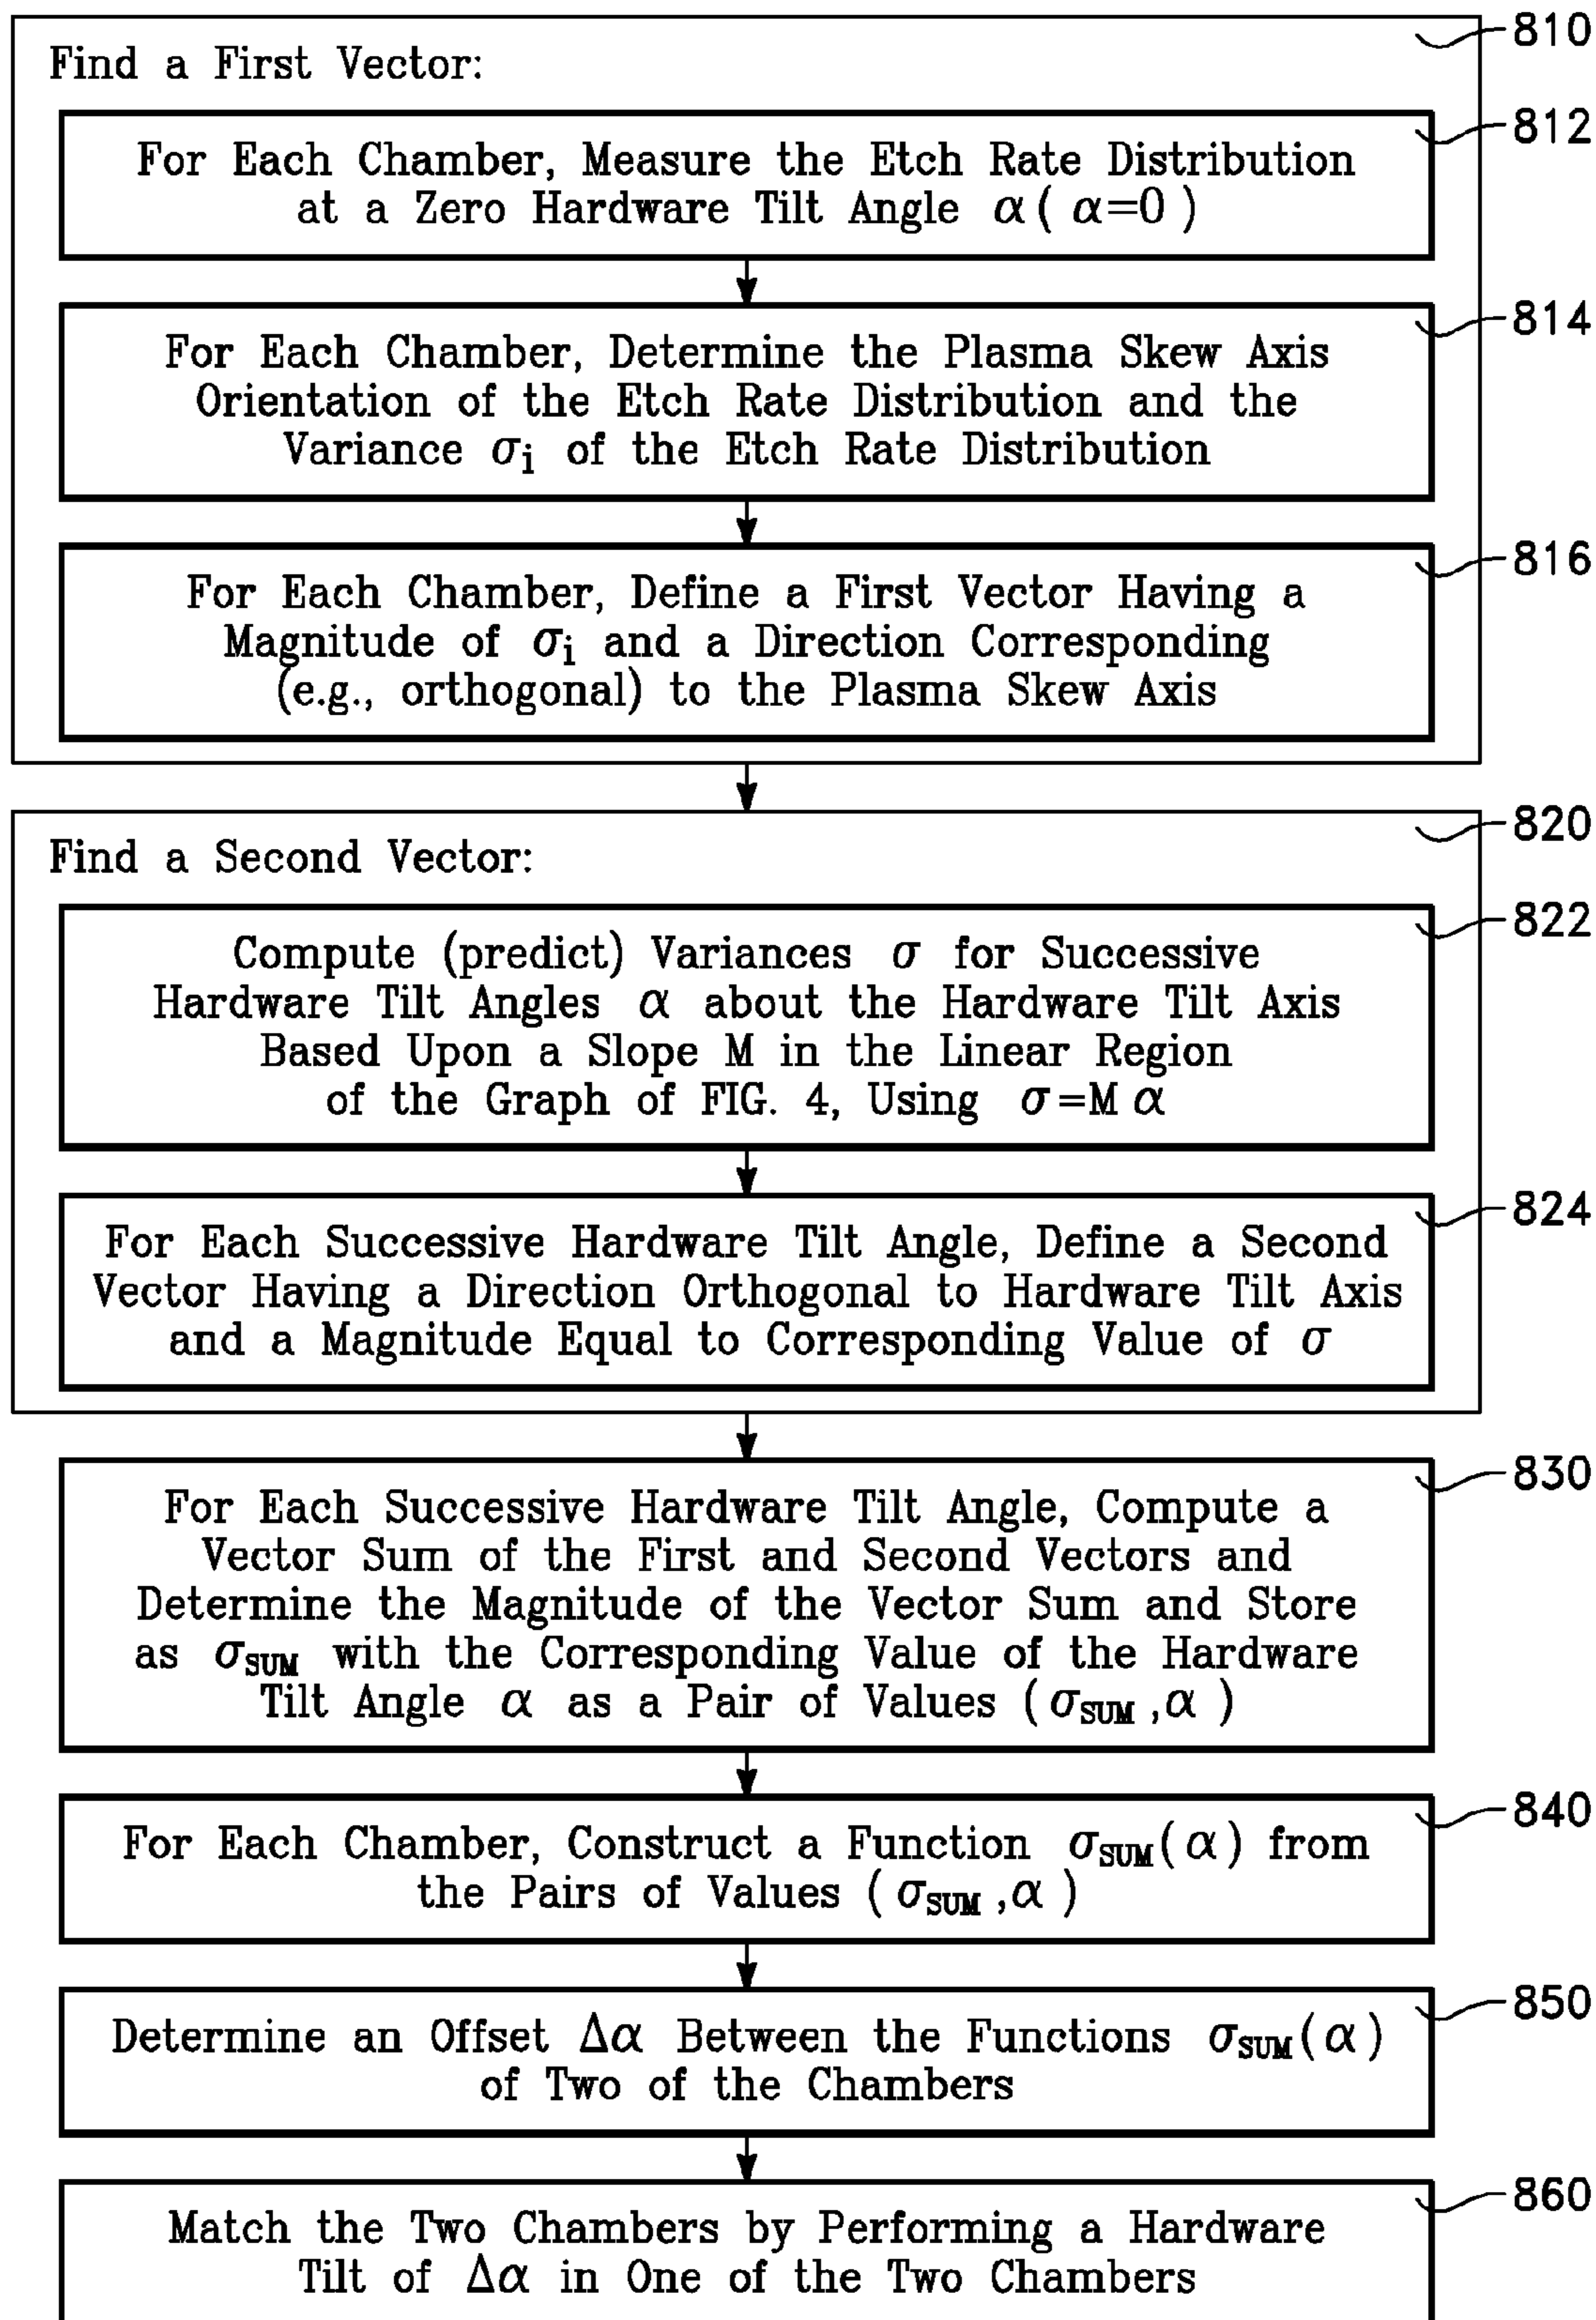 810
Find a First Vector:
812
For Each Chamber, Measure the Etch Rate Distribution
at a Zero Hardware Tilt Angle α ( α=0 )
814
For Each Chamber, Determine the Plasma Skew Axis
Orientation of the Etch Rate Distribution and the
Variance σi of the Etch Rate Distribution
816
For Each Chamber, Define a First Vector Having a
Magnitude of σi and a Direction Corresponding
(e.g., orthogonal) to the Plasma Skew Axis
820
Find a Second Vector:
822
Compute (predict) Variances σ for Successive
Hardware Tilt Angles α about the Hardware Tilt Axis
Based Upon a Slope M in the Linear Region
of the Graph of FIG. 4, Using σ=M α
824
For Each Successive Hardware Tilt Angle, Define a Second
Vector Having a Direction Orthogonal to Hardware Tilt Axis
and a Magnitude Equal to Corresponding Value of σ
830
For Each Successive Hardware Tilt Angle, Compute a
Vector Sum of the First and Second Vectors and
Determine the Magnitude of the Vector Sum and Store
as σSUM with the Corresponding Value of the Hardware
Tilt Angle α as a Pair of Values ( σSUM ,α )
840
For Each Chamber, Construct a Function σSUM(α) from
the Pairs of Values ( σSUM ,α )
850
Determine an Offset Δα Between the Functions σSUM(α)
of Two of the Chambers
860
Match the Two Chambers by Performing a Hardware
Tilt of Δα in One of the Two Chambers